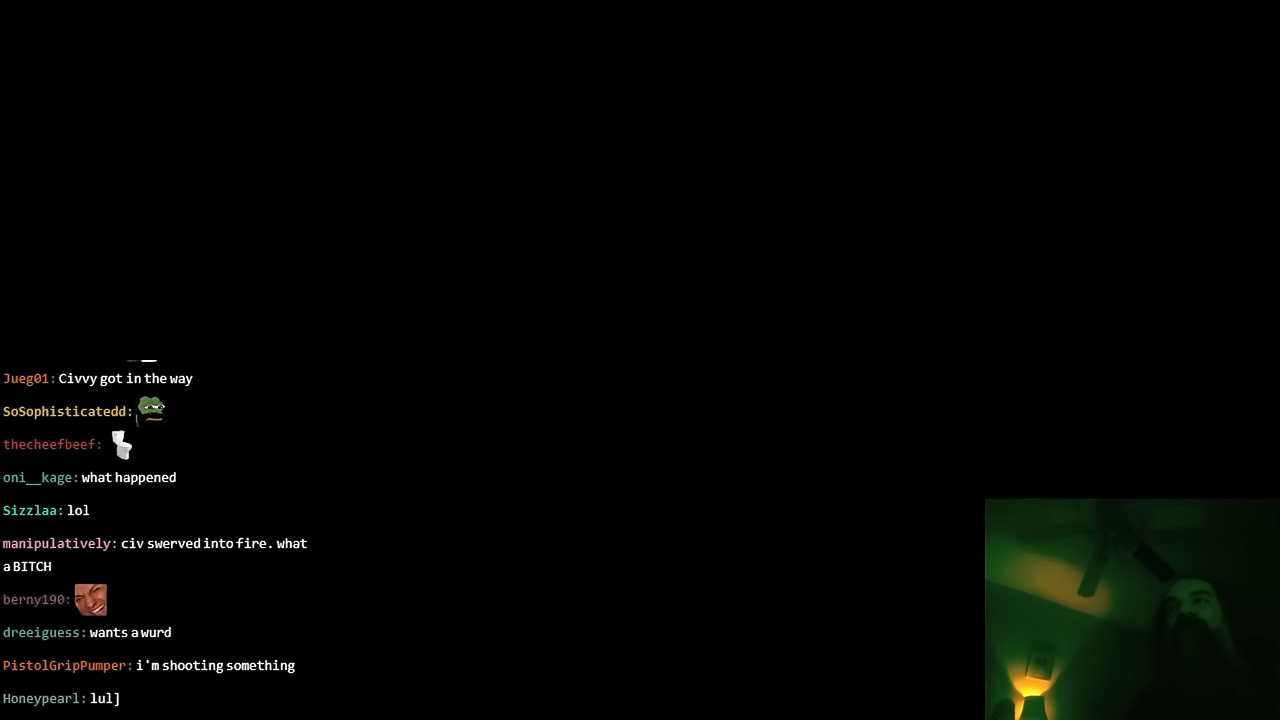 Jueg01: Civvy got in the way
SoSophisticatedd:
thecheefbeef:
oni__kage: what happened
Sizzlaa: lol
manipulatively: civ swerved into fire. what
a BITCH
berny190:
dreeiguess: wants a wurd
PistolGripPumper: i'm shooting something
Honeypearl: lul]